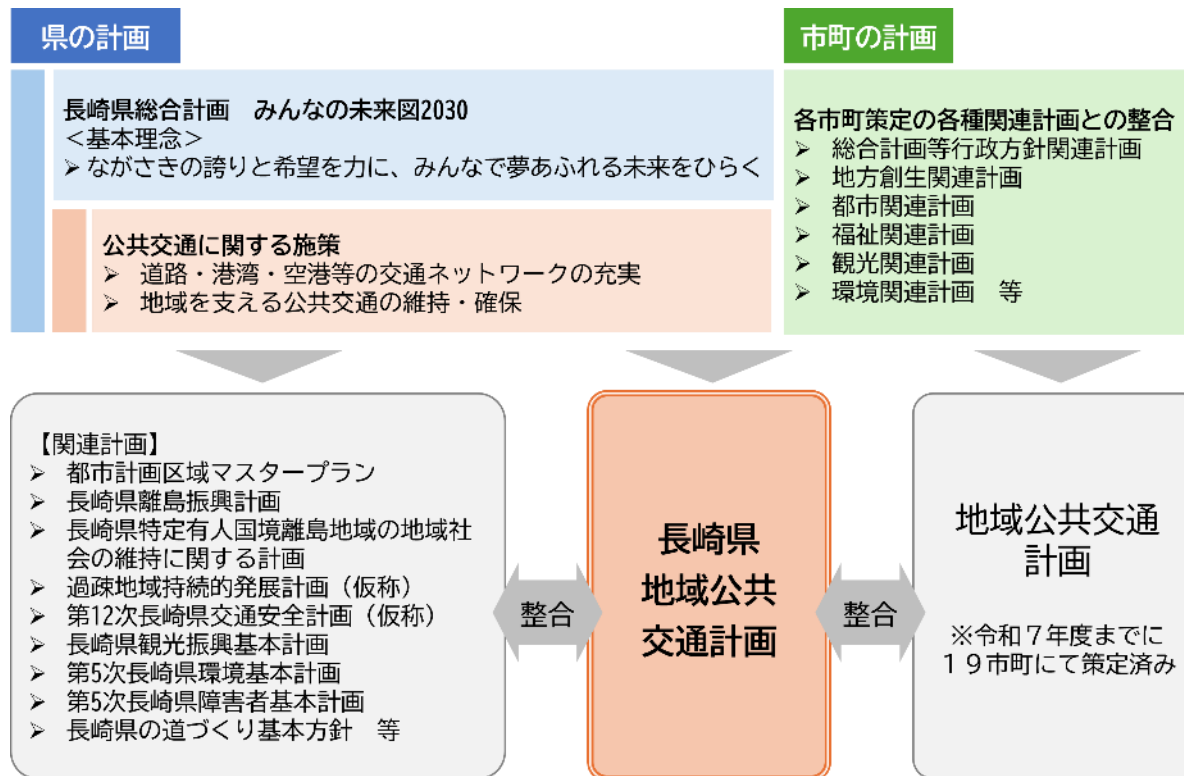 県の計画
長崎県総合計画　みんなの未来図2030
＜基本理念＞
➢ ながさきの誇りと希望を力に、みんなで夢あふれる未来をひらく
公共交通に関する施策
➢ 道路・港湾・空港等の交通ネットワークの充実
➢ 地域を支える公共交通の維持・確保
市町の計画
各市町策定の各種関連計画との整合
➢ 総合計画等行政方針関連計画
➢ 地方創生関連計画
➢ 都市関連計画
➢ 福祉関連計画
➢ 観光関連計画
➢ 環境関連計画　等
【関連計画】
➢ 都市計画区域マスタープラン
➢ 長崎県離島振興計画
➢ 長崎県特定有人国境離島地域の地域社
会の維持に関する計画
➢ 過疎地域持続的発展計画（仮称）
➢ 第12次長崎県交通安全計画（仮称）
➢ 長崎県観光振興基本計画
➢ 第5次長崎県環境基本計画
➢ 第5次長崎県障害者基本計画
➢ 長崎県の道づくり基本方針　等
整合
長崎県
地域公共
交通計画
整合
地域公共交通
計画
※令和７年度までに
１９市町にて策定済み